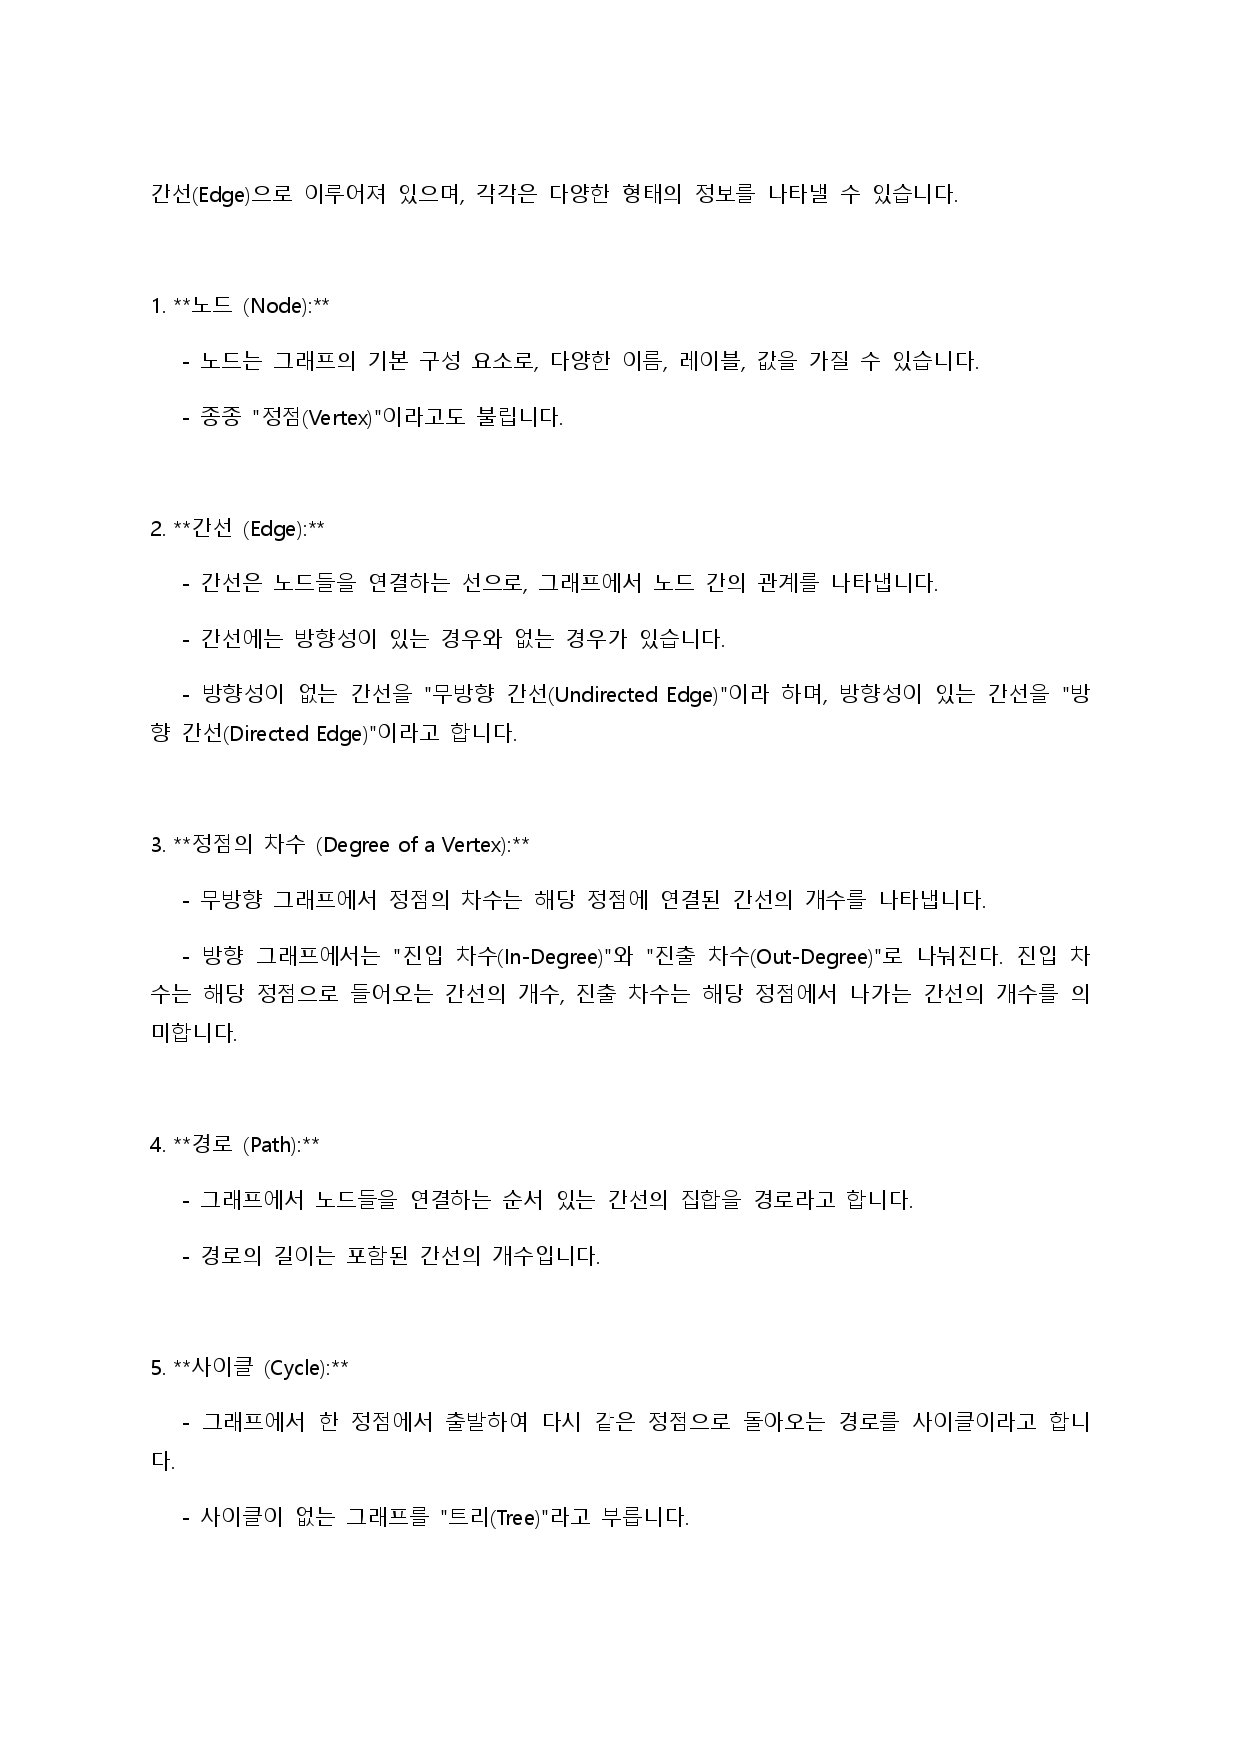 간선(Edge)으로 이루어져 있으며, 각각은 다양한 형태의 정보를 나타낼 수 있습니다.
1. **노드 (Node):**
- 노드는 그래프의 기본 구성 요소로, 다양한 이름, 레이블, 값을 가질 수 있습니다.
- 종종 "정점(Vertex)"이라고도 불립니다.
2. **간선 (Edge):**
- 간선은 노드들을 연결하는 선으로, 그래프에서 노드 간의 관계를 나타냅니다.
- 간선에는 방향성이 있는 경우와 없는 경우가 있습니다.
- 방향성이 없는 간선을 "무방향 간선(Undirected Edge)"이라 하며, 방향성이 있는 간선을 "방
향 간선(Directed Edge)"이라고 합니다.
3. **정점의 차수 (Degree of a Vertex):**
- 무방향 그래프에서 정점의 차수는 해당 정점에 연결된 간선의 개수를 나타냅니다.
- 방향 그래프에서는 "진입 차수(In-Degree)"와 "진출 차수(Out-Degree)"로 나눠진다. 진입 차
수는 해당 정점으로 들어오는 간선의 개수, 진출 차수는 해당 정점에서 나가는 간선의 개수를 의
미합니다.
4. **경로 (Path):**
- 그래프에서 노드들을 연결하는 순서 있는 간선의 집합을 경로라고 합니다.
- 경로의 길이는 포함된 간선의 개수입니다.
5. **사이클 (Cycle):**
- 그래프에서 한 정점에서 출발하여 다시 같은 정점으로 돌아오는 경로를 사이클이라고 합니
다.
- 사이클이 없는 그래프를 "트리(Tree)"라고 부릅니다.